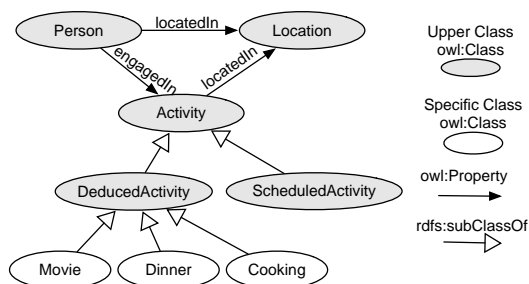 Person
locatedIn
Location
engagedIn
locatedIn
Activity
DeducedActivity
ScheduledActivity
Movie
Dinner
Cooking
Upper Class
owl:Class
Specific Class
owl:Class
owl:Property
rdfs:subClassOf